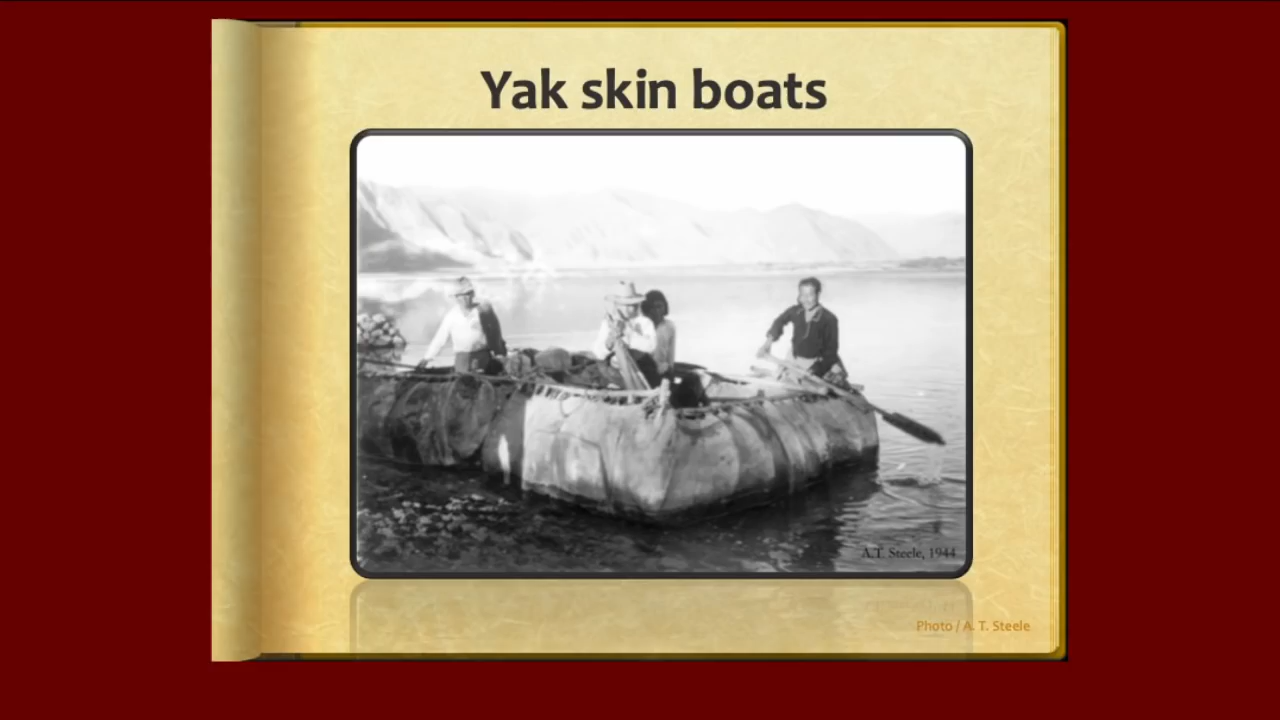 Yak skin boats
A.T. Steele, 1944
Photo / A. T. Steele